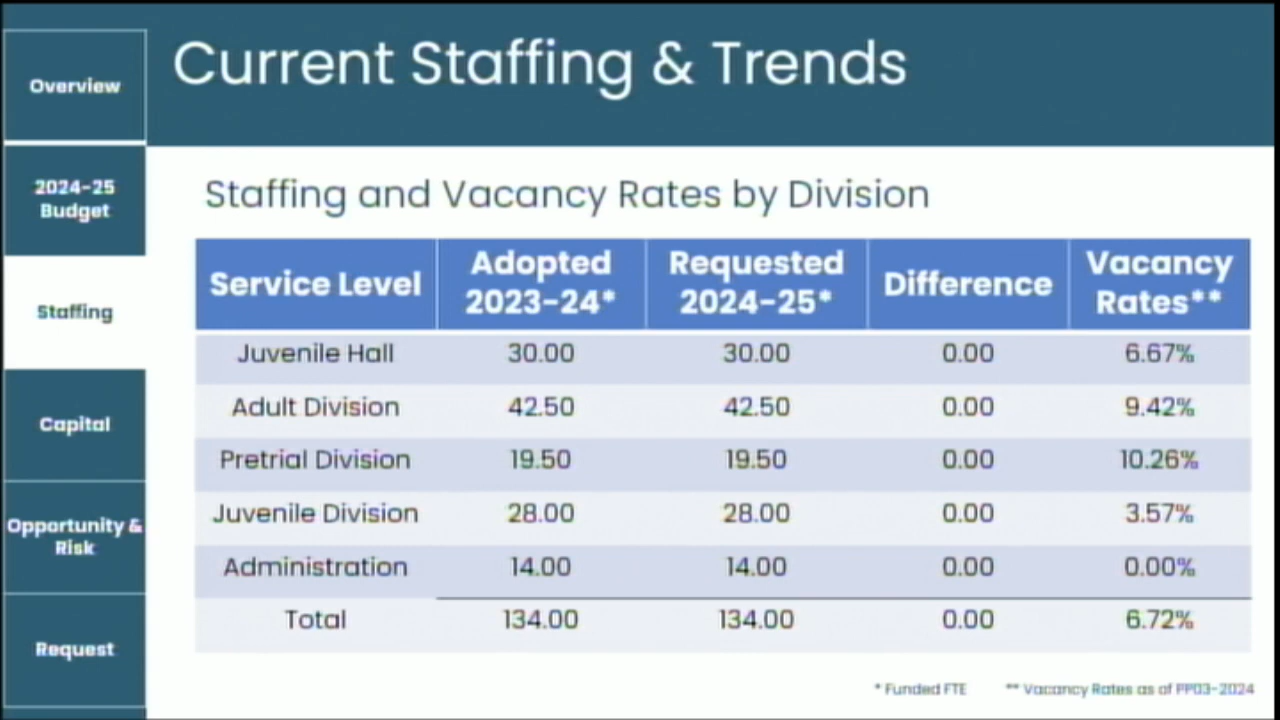 Current Staffing & Trends
Overview
2024-25
Budget
Staffing
Capital
Opportunity &
Risk
Request
Staffing and Vacancy Rates by Division
Service Level Adopted 2023-24* Requested 2024-25* Difference Vacancy Rates**
Juvenile Hall 30.00 30.00 0.00 6.67%
Adult Division 42.50 42.50 0.00 9.42%
Pretrial Division 19.50 19.50 0.00 10.26%
Juvenile Division 28.00 28.00 0.00 3.57%
Administration 14.00 14.00 0.00 0.00%
Total 134.00 134.00 0.00 6.72%
* Funded FTE ** Vacancy Rates as of PP03-2024